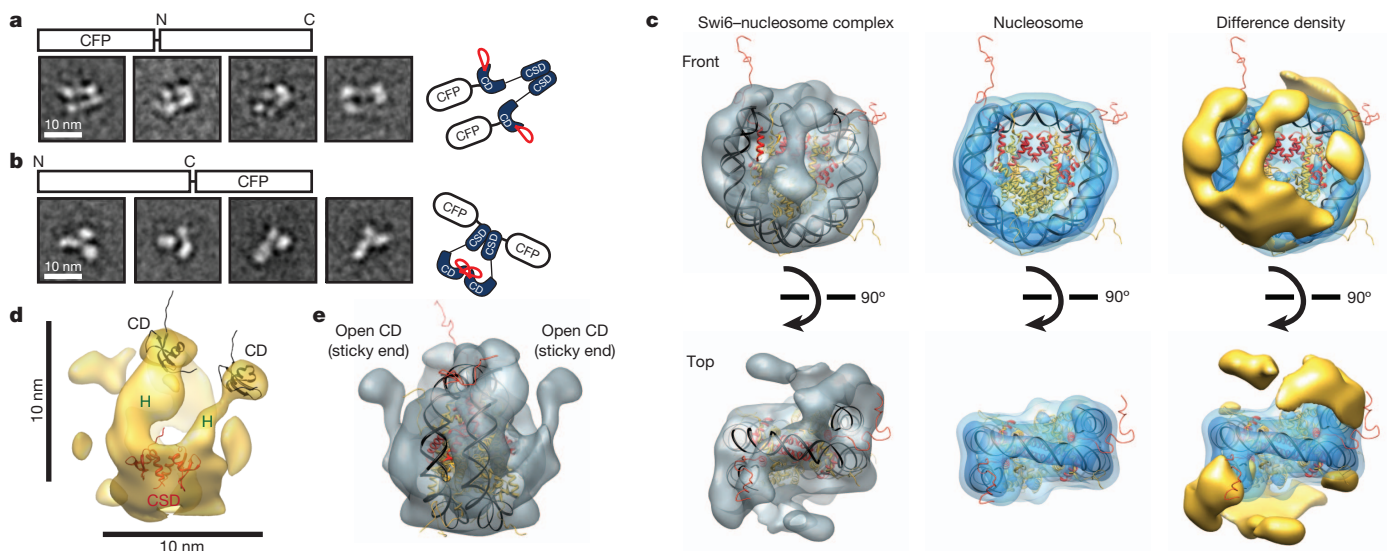 a
N
C
CFP
10 nm
CFP
CD
CSD
CSD
CFP
CD
b
N
C
CFP
10 nm
CFP
CSD
CSD
CFP
CD
CD
c
Swi6–nucleosome complex
Nucleosome
Difference density
Front
90º
90º
90º
Top
d
CD
CD
10 nm
H
H
CSD
10 nm
e
Open CD
(sticky end)
Open CD
(sticky end)